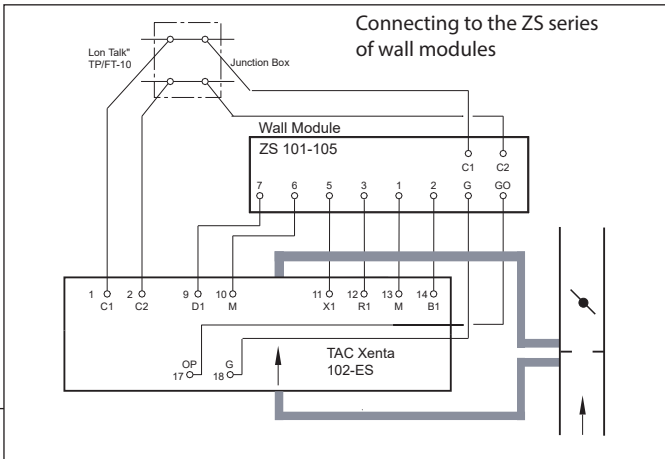 Connecting to the ZS series
of wall modules
Lon Talk"
TP/FT-10
Junction Box
Wall Module
ZS 101-105
C1 C2
7 6 5 3 1 2 G GO
1 2 9 10 11 12 13 14
C1 C2 D1 M X1 R1 M B1
TAC Xenta
102-ES
OP G
17 18